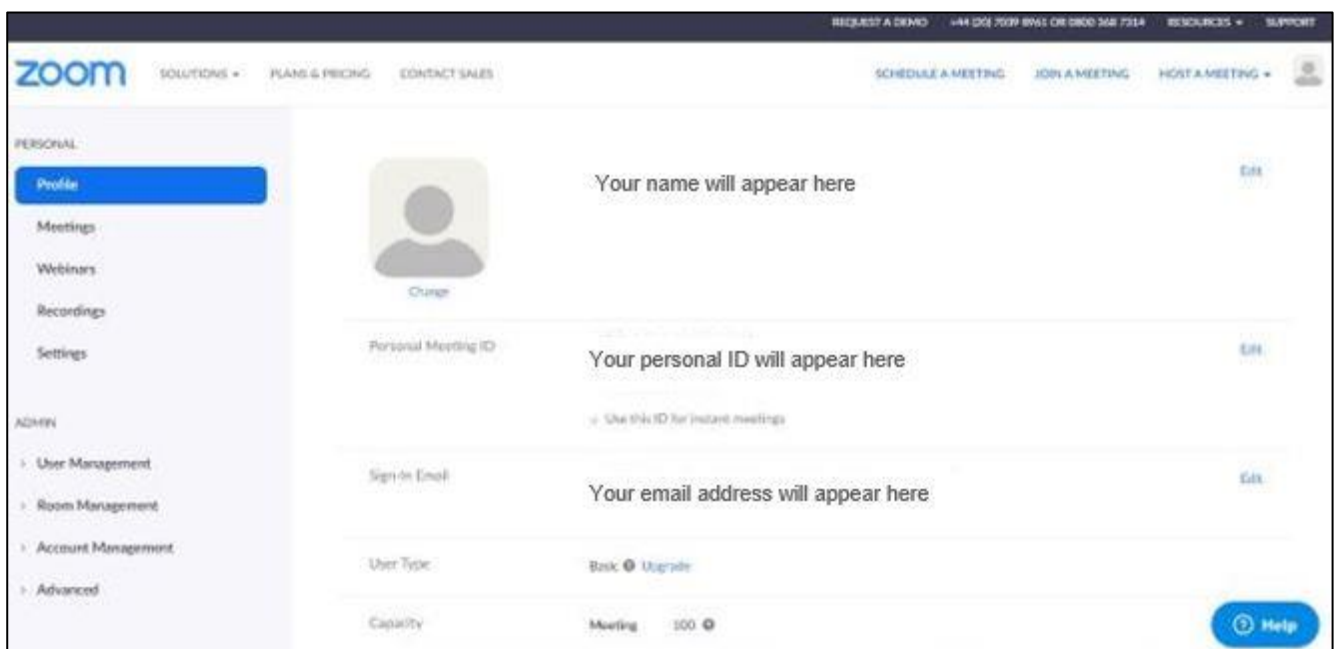 REQUEST A DEMO +44 (20) 7039 8961 OR 0800 368 7314 RESOURCES SUPPORT
zoom SOLUTIONS PLANS & PRICING CONTACT SALES SCHEDULE A MEETING JOIN A MEETING HOST A MEETING
PERSONAL
Profile
Your name will appear here
Edit
Meetings
Webinars
Change
Recordings
Settings
Personal Meeting ID
Your personal ID will appear here
Edit
Use this ID for instant meetings
ADMIN
User Management
Sign-In Email
Your email address will appear here
Edit
Room Management
Account Management
User Type
Basic Upgrade
Advanced
Capacity
Meeting 100
Help